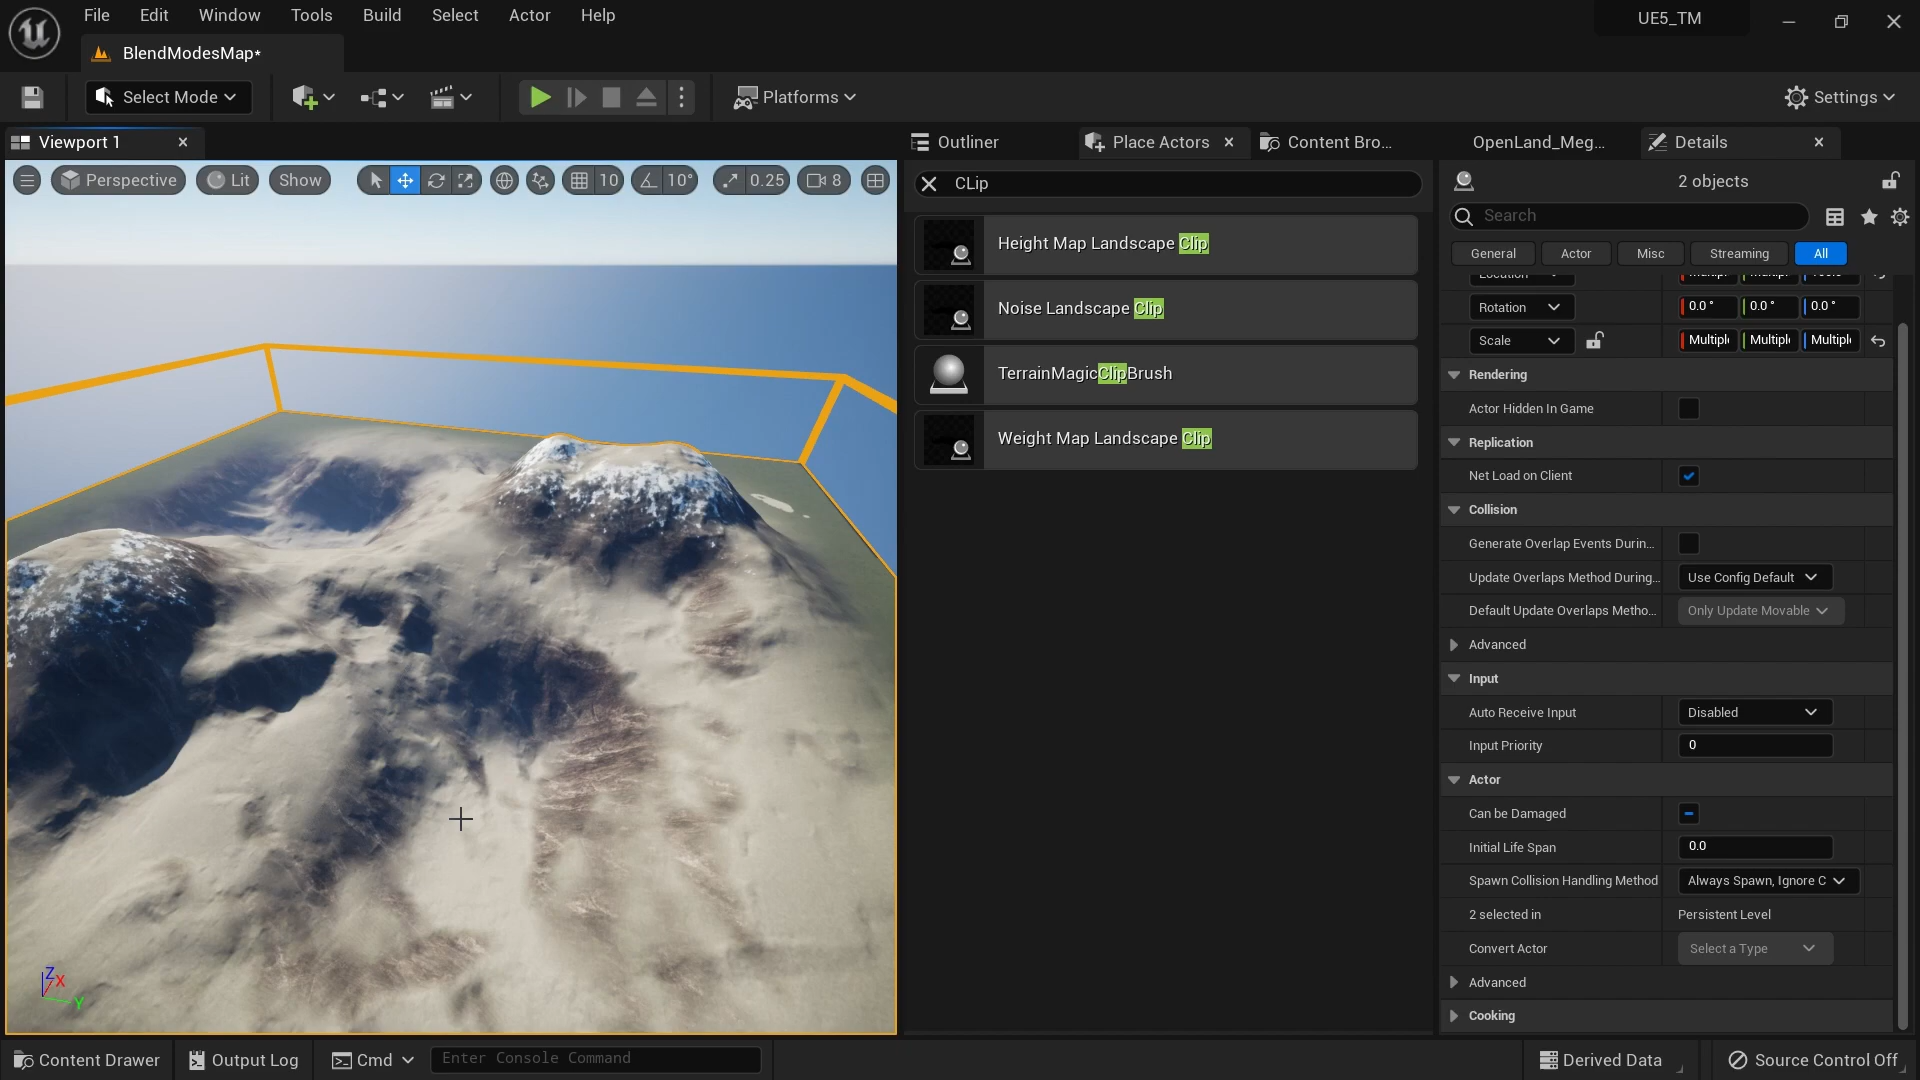 File Edit Window Tools Build Select Actor Help
UE5_TM
BlendModesMap*
Select Mode
Platforms
Settings
Viewport 1
Outliner
Place Actors
Content Bro...
OpenLand_Meg...
Details
Perspective
Lit
Show
10
10°
0.25
8
CLip
Height Map Landscape Clip
Noise Landscape Clip
TerrainMagicClipBrush
Weight Map Landscape Clip
2 objects
Search
General Actor Misc Streaming All
Location
Rotation 0.0 ° 0.0 ° 0.0 °
Scale Multipl Multipl Multipl
Rendering
Actor Hidden In Game
Replication
Net Load on Client
Collision
Generate Overlap Events Durin...
Update Overlaps Method During... Use Config Default
Default Update Overlaps Metho... Only Update Movable
Advanced
Input
Auto Receive Input Disabled
Input Priority 0
Actor
Can be Damaged
Initial Life Span 0.0
Spawn Collision Handling Method Always Spawn, Ignore C
2 selected in Persistent Level
Convert Actor Select a Type
Advanced
Cooking
Z X Y
Content Drawer
Output Log
Cmd
Enter Console Command
Derived Data
Source Control Off